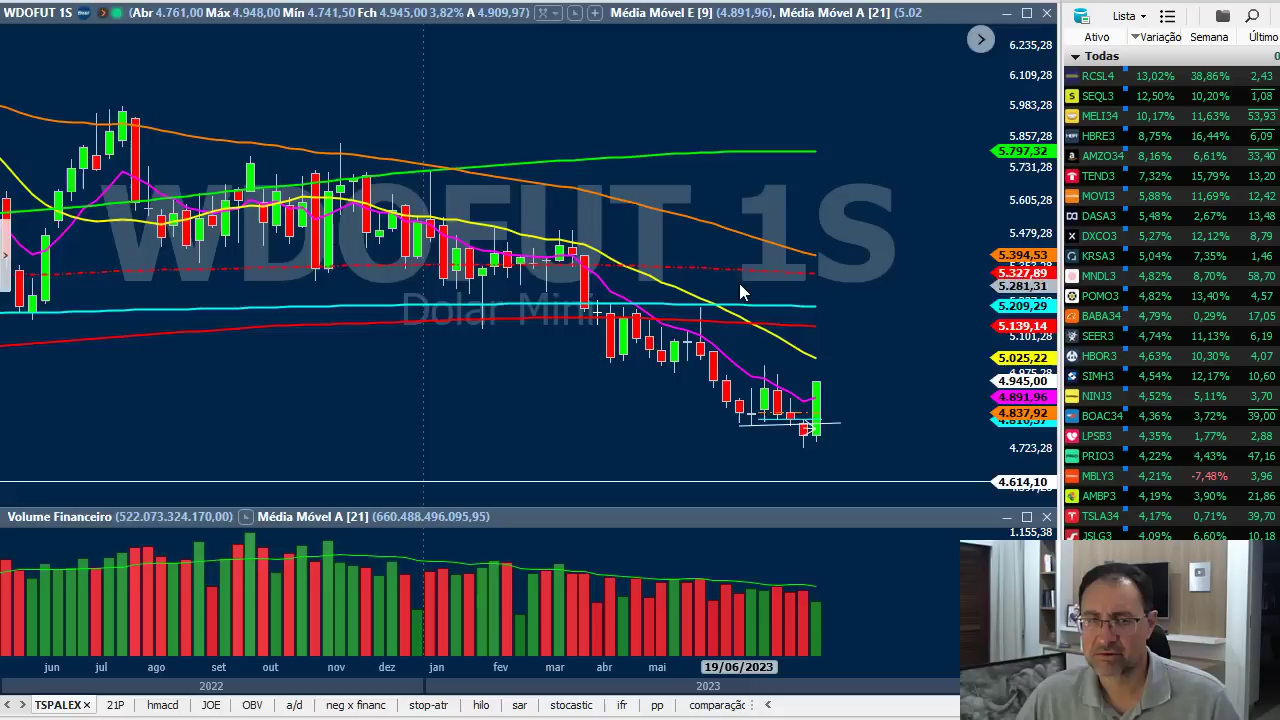 WDOFUT 1S (Abr 4.761,00 Máx 4.948,00 Mín 4.741,50 Fch 4.945,00 3,82% A 4.909,97) Média Móvel E [9] (4.891,96), Média Móvel A [21] (5.02
WDOFUT 1S
Dolar Mini
6.235,28
6.109,28
5.983,28
5.857,28
5.797,32
5.731,28
5.605,28
5.479,28
5.394,53
5.327,89
5.281,31
5.209,29
5.139,14
5.101,28
5.025,22
4.975,28
4.945,00
4.891,96
4.837,92
4.723,28
4.614,10
Volume Financeiro (522.073.324.170,00) Média Móvel A [21] (660.488.496.095,95)
1.155,38
jun jul ago set out nov dez jan fev mar abr mai 19/06/2023
2022 2023
TSPALEX 21P hmacd JOE OBV a/d neg x financ stop-atr hilo sar stocastic ifr pp comparação
Lista
Ativo Variação Semana Último
Todas 0
RCSL4 13,02% 38,86% 2,43
SEQL3 12,50% 10,20% 1,08
MELI34 10,17% 11,63% 53,93
HBRE3 8,75% 16,44% 6,09
AMZO34 8,16% 6,61% 33,40
TEND3 7,32% 15,79% 13,20
MOVI3 5,88% 11,69% 12,42
DASA3 5,48% 2,67% 13,48
DXCO3 5,27% 12,12% 8,79
KRSA3 5,04% 7,35% 1,46
MNDL3 4,82% 8,70% 58,70
POMO3 4,82% 13,40% 4,57
BABA34 4,79% 0,29% 17,05
SEER3 4,74% 11,13% 6,19
HBOR3 4,63% 10,30% 4,07
SIMH3 4,54% 12,17% 10,60
NINJ3 4,52% 5,11% 3,70
BOAC34 4,36% 3,72% 39,00
LPSB3 4,35% 1,77% 2,88
PRIO3 4,22% 4,43% 47,16
MBLY3 4,21% -7,48% 3,96
AMBP3 4,19% 3,90% 21,86
TSLA34 4,17% 0,71% 39,70
JSLG3 4,09% 6,60% 10,18